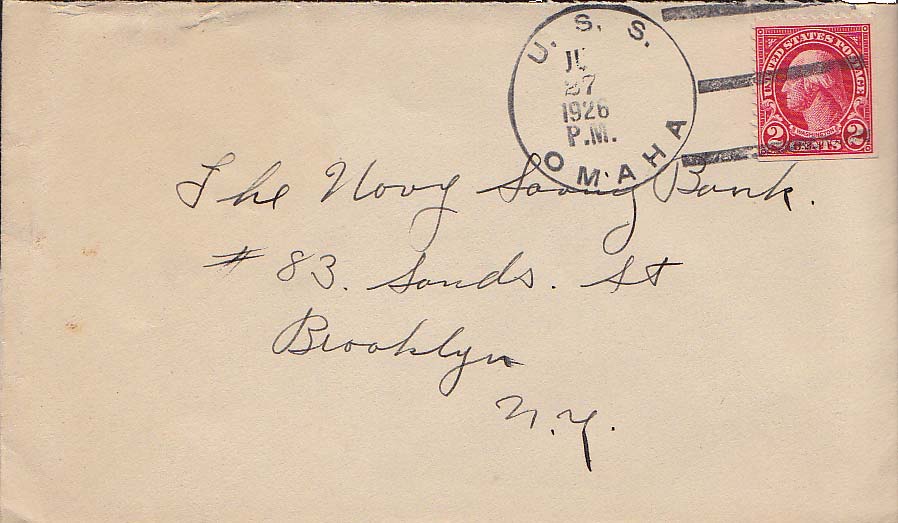 U. S. S.
27
1926
P.M.
OMAHA
UNITED STATES POSTAGE
WASHINGTON
2 CENTS 2
The Navy Saving Bank.
# 83. Sands. St
Brooklyn
N.Y.